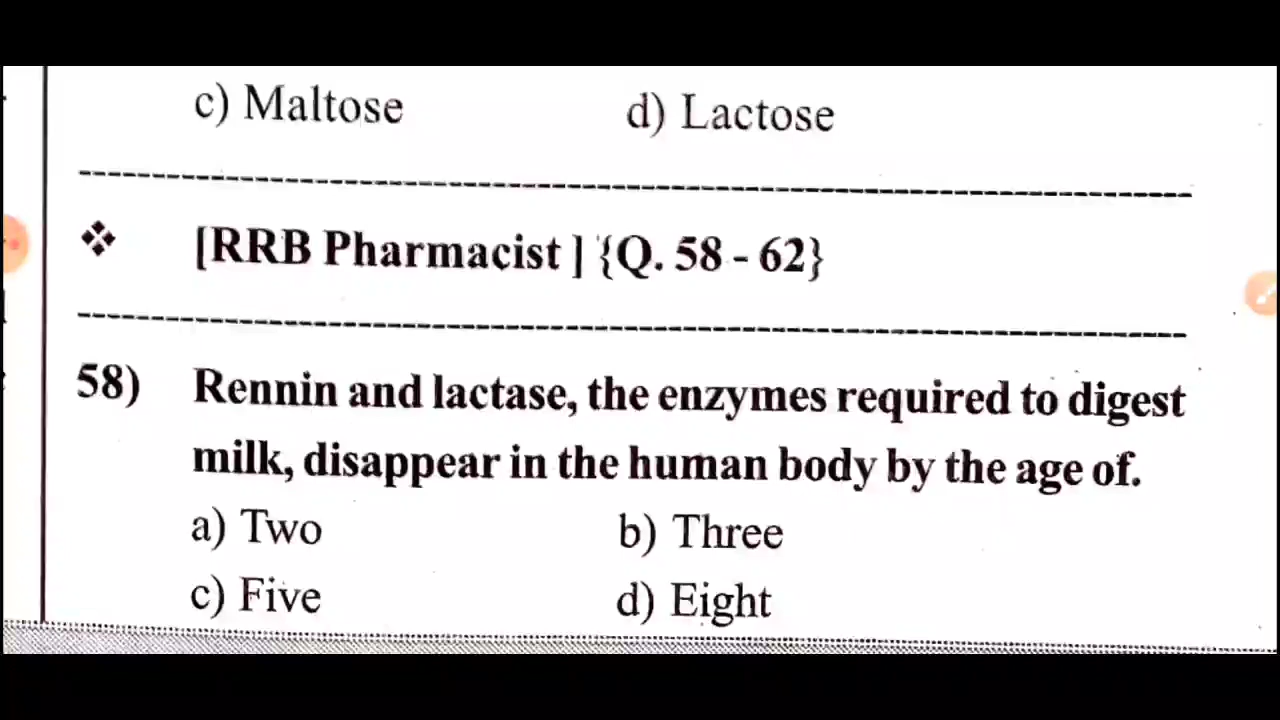 c) Maltose d) Lactose
❖ [RRB Pharmacist ] {Q. 58 - 62}
58) Rennin and lactase, the enzymes required to digest
milk, disappear in the human body by the age of.
a) Two b) Three
c) Five d) Eight